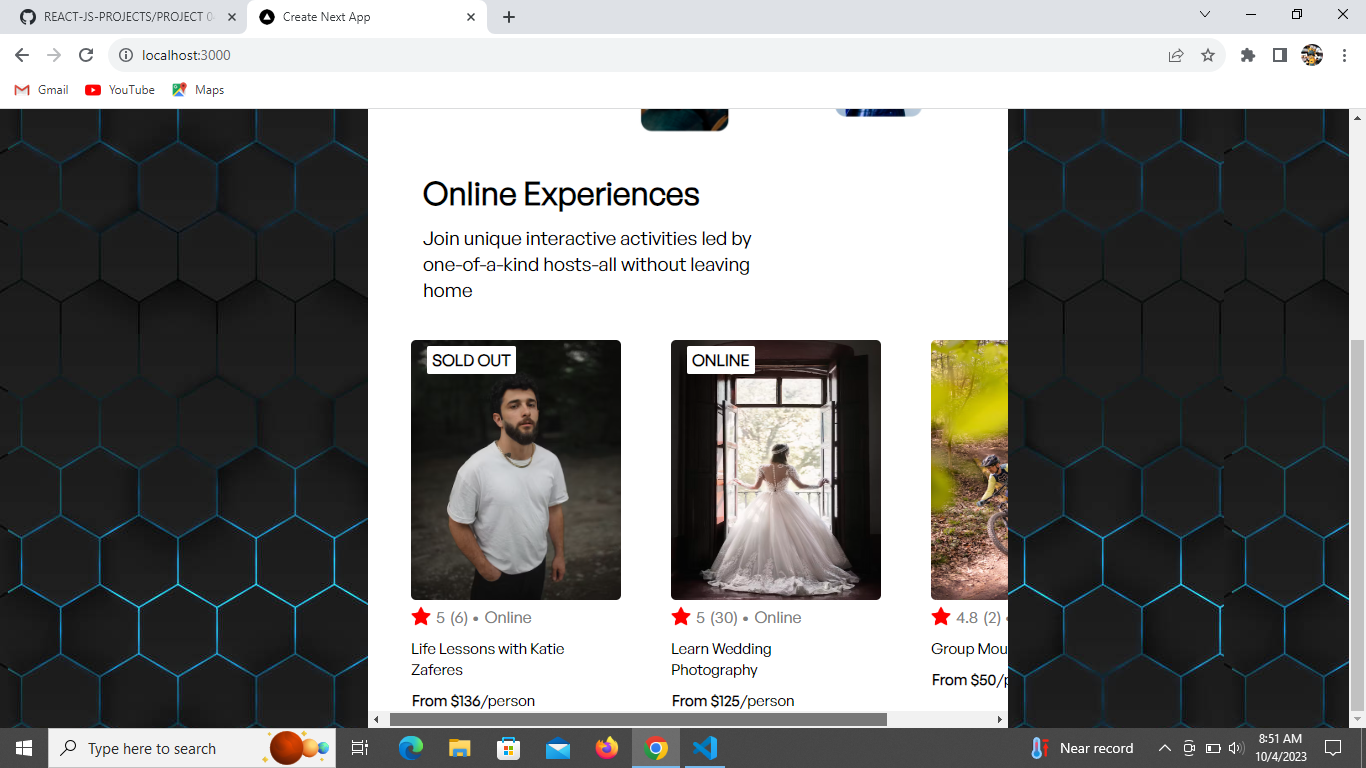 REACT-JS-PROJECTS/PROJECT 0
Create Next App
localhost:3000
Gmail
YouTube
Maps
Online Experiences
Join unique interactive activities led by
one-of-a-kind hosts-all without leaving
home
SOLD OUT
ONLINE
5 (6) • Online
5 (30) • Online
4.8 (2) •
Life Lessons with Katie
Zaferes
Learn Wedding
Photography
Group Mou
From $136/person
From $125/person
From $50/p
Type here to search
Near record
8:51 AM
10/4/2023